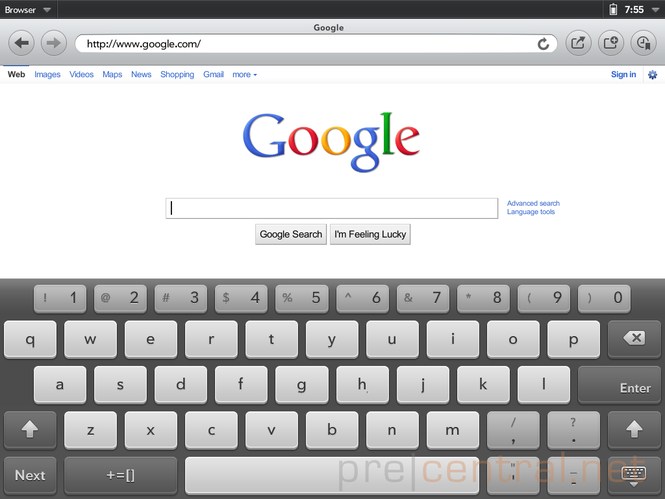 Browser 7:55
Google
http://www.google.com/
Web Images Videos Maps News Shopping Gmail more Sign in
Google
Advanced search
Language tools
Google Search I'm Feeling Lucky
! 1 @ 2 # 3 $ 4 % 5 ^ 6 & 7 * 8 ( 9 ) 0
q w e r t y u i o p
a s d f g h j k l Enter
z x c v b n m / , ? .
Next +=[] " ' _ -
pre|central.net